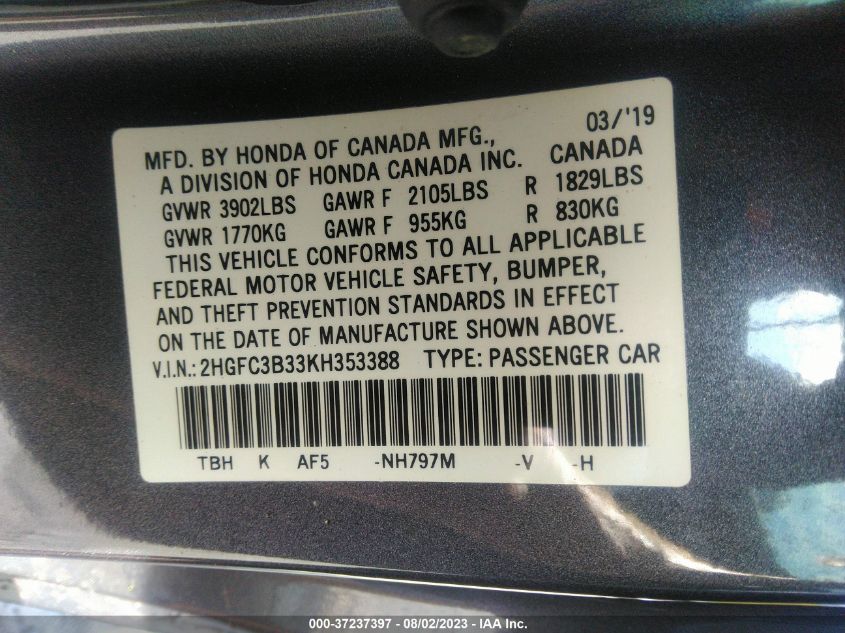 03/'19
MFD. BY HONDA OF CANADA MFG.,
A DIVISION OF HONDA CANADA INC. CANADA
GVWR 3902LBS GAWR F 2105LBS R 1829LBS
GVWR 1770KG GAWR F 955KG R 830KG
THIS VEHICLE CONFORMS TO ALL APPLICABLE
FEDERAL MOTOR VEHICLE SAFETY, BUMPER,
AND THEFT PREVENTION STANDARDS IN EFFECT
ON THE DATE OF MANUFACTURE SHOWN ABOVE.
V.I.N.: 2HGFC3B33KH353388 TYPE: PASSENGER CAR
TBH K AF5 -NH797M -V -H
000-37237397 - 08/02/2023 - IAA Inc.